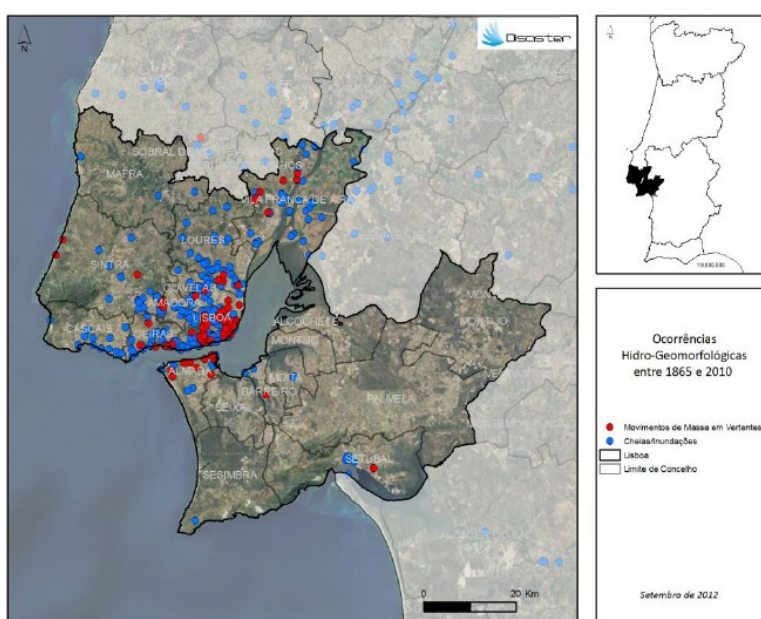 Disaster
N
SOBRAL DE
MAFRA
VILA FRANCA DE XIRA
LOURES
SINTRA
ODIVELAS
AMADORA
LISBOA
CASCAIS
OEIRAS
ALCOCHETE
MONTIJO
ALMADA
MOITA
BARREIRO
SEIXAL
MONTIJO
PALMELA
SETUBAL
SESIMBRA
0
20 Km
Ocorrências
Hidro-Geomorfológicas
entre 1865 e 2010
Movimentos de Massa em Vertentes
Cheias/Inundações
Lisboa
Limite de Concelho
Setembro de 2012